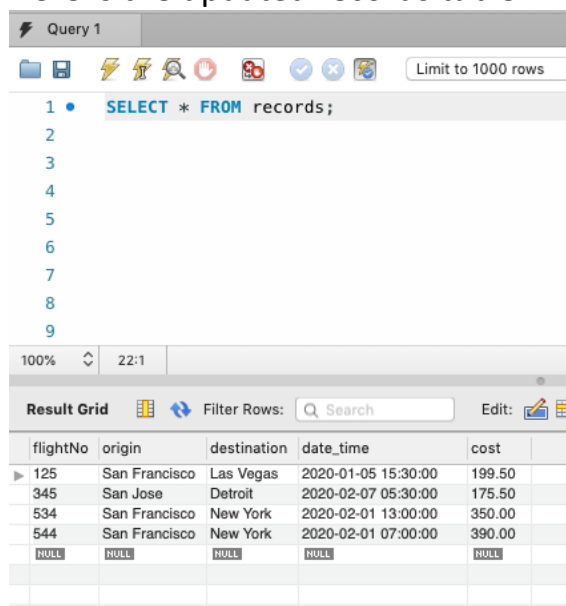 Query 1
Limit to 1000 rows
1 SELECT * FROM records;
2
3
4
5
6
7
8
9
100% 22:1
Result Grid Filter Rows: Search Edit:
flightNo origin destination date_time cost
125 San Francisco Las Vegas 2020-01-05 15:30:00 199.50
345 San Jose Detroit 2020-02-07 05:30:00 175.50
534 San Francisco New York 2020-02-01 13:00:00 350.00
544 San Francisco New York 2020-02-01 07:00:00 390.00
NULL NULL NULL NULL NULL